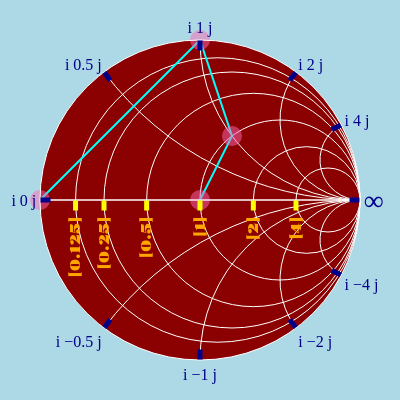 i 1 j
i 0.5 j
i 2 j
i 4 j
i 0 j
∞
[0.125]
[0.25]
[0.5]
[1]
[2]
[4]
i −4 j
i −0.5 j
i −2 j
i −1 j